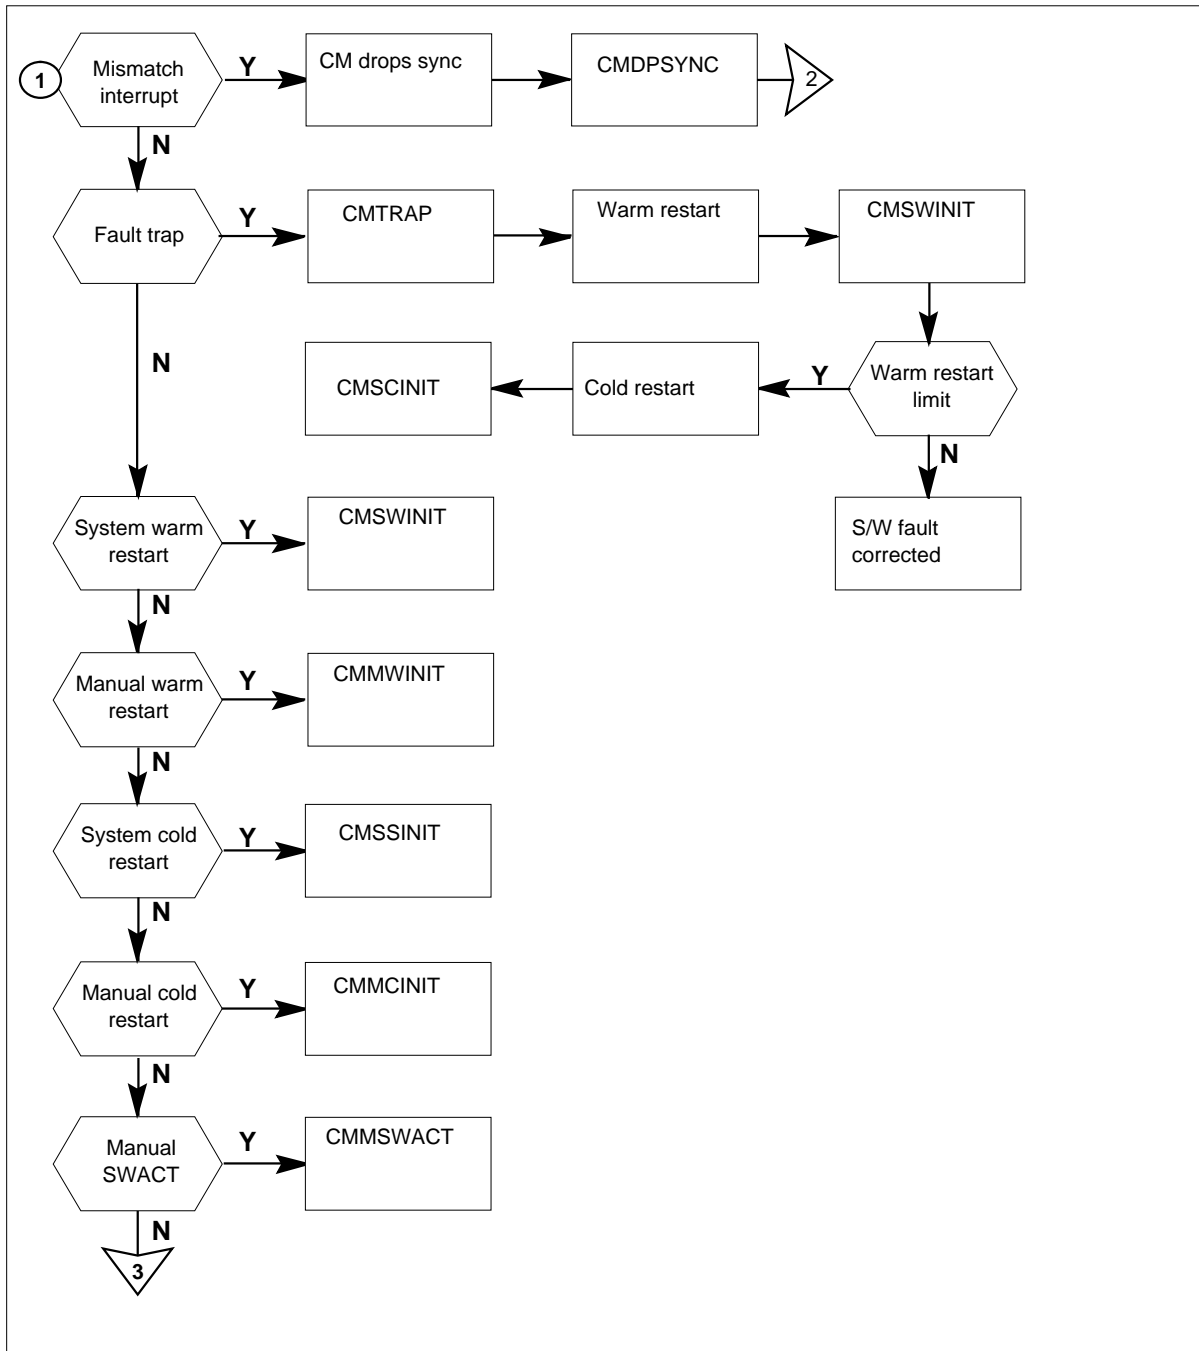 1
Mismatch
interrupt
Y
CM drops sync
CMDPSYNC
2
N
Fault trap
Y
CMTRAP
Warm restart
CMSWINIT
N
CMSCINIT
Cold restart
Y
Warm restart
limit
N
System warm
restart
Y
CMSWINIT
S/W fault
corrected
N
Manual warm
restart
Y
CMMWINIT
N
System cold
restart
Y
CMSSINIT
N
Manual cold
restart
Y
CMMCINIT
N
Manual
SWACT
Y
CMMSWACT
N
3